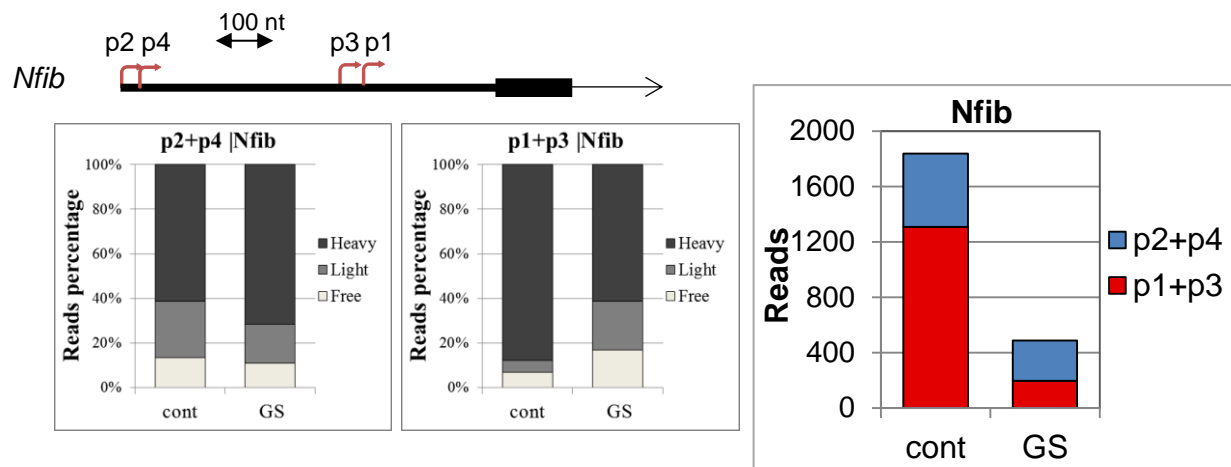 100 nt
p2 p4
p3 p1
Nfib
p2+p4 |Nfib
100%
80%
60%
40%
20%
0%
Reads percentage
Heavy
Light
Free
cont GS
p1+p3 |Nfib
100%
80%
60%
40%
20%
0%
Reads percentage
Heavy
Light
Free
cont GS
Nfib
2000
1600
1200
800
400
0
Reads
p2+p4
p1+p3
cont GS